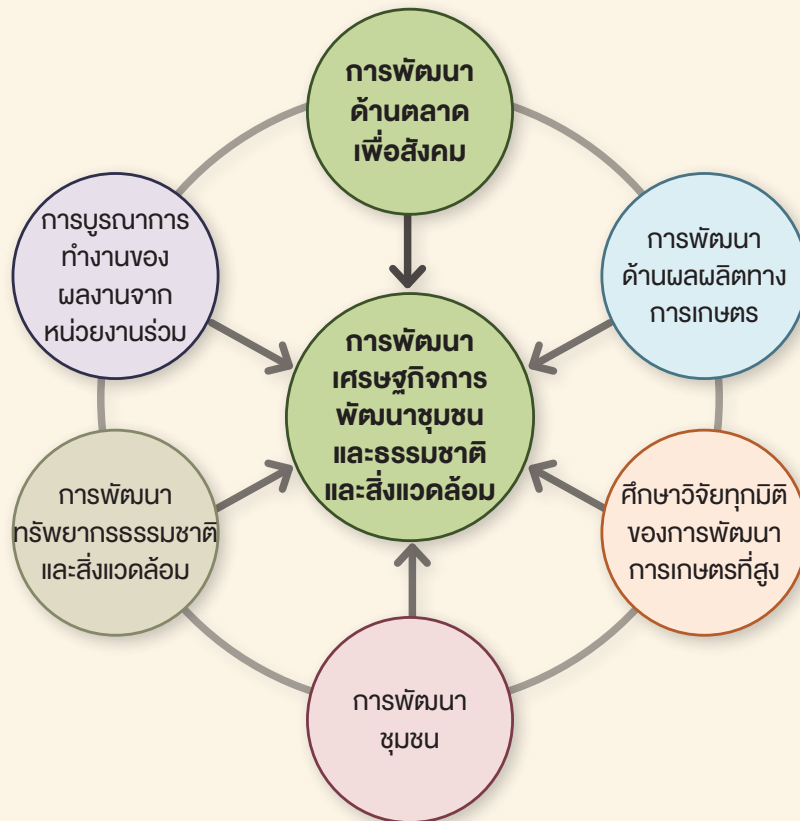 การพัฒนา
ด้านตลาด
เพื่อสังคม
การบูรณาการ
ทำงานของ
ผลงานจาก
หน่วยงานร่วม
การพัฒนา
ด้านผลผลิตทาง
การเกษตร
การพัฒนา
เศรษฐกิจการ
พัฒนาชุมชน
และธรรมชาติ
และสิ่งแวดล้อม
การพัฒนา
ทรัพยากรธรรมชาติ
และสิ่งแวดล้อม
ศึกษาวิจัยทุกมิติ
ของการพัฒนา
การเกษตรที่สูง
การพัฒนา
ชุมชน